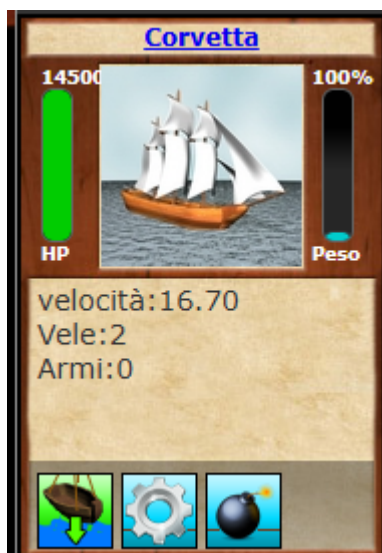 Corvetta
14500 100%
HP Peso
velocità:16.70
Vele:2
Armi:0